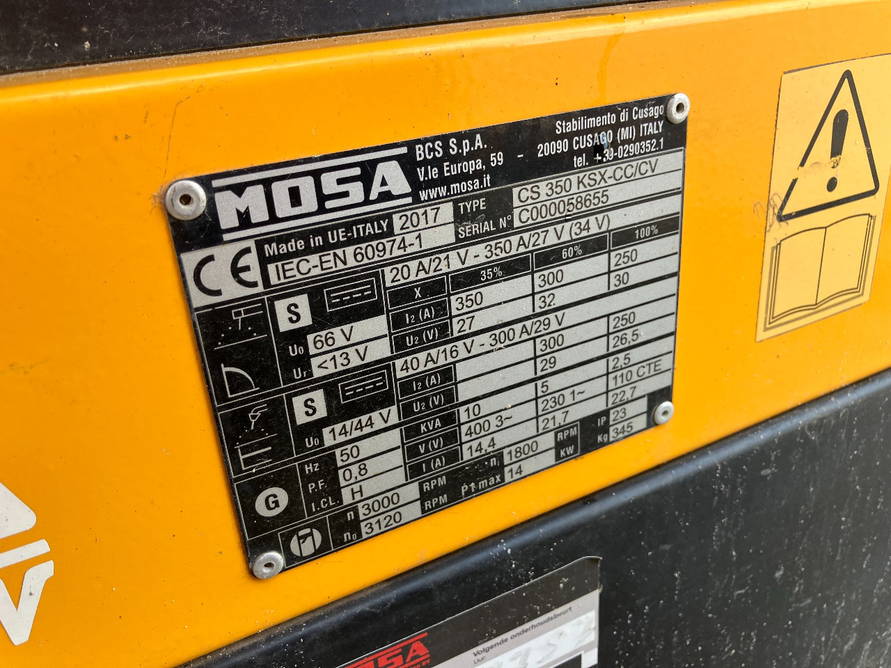 MOSA
BCS S.p.A.
V.le Europa, 59 - 20090 CUSAGO (MI) ITALY
www.mosa.it
Stabilimento di Cusago
tel. +39-0290352.1
CE
Made in UE-ITALY 2017
IEC-EN 60974-1
TYPE CS 350 KSX-CC/CV
SERIAL N° C000058655
20 A/21 V - 350 A/27 V (34 V)
S
X 35% 60% 100%
I2 (A) 350 300 250
U2 (V) 27 32 30
U0 66 V
Ur <13 V
40 A/16 V - 300 A/29 V
S
I2 (A) 300 250
U2 (V) 29 26,5
U0 14/44 V
G
Hz 50
P.F. 0,8
I.CL. H
KVA 10 5 2,5
V (V) 400 3~ 230 1~ 110 CTE
I (A) 14,4 21,7 22,7
n 3000 RPM
n0 3120 RPM
n1 1800 RPM
P1 max 14 KW
IP 23
Kg 345
MOSA
Volgende onderhoudsbeurt
Uur